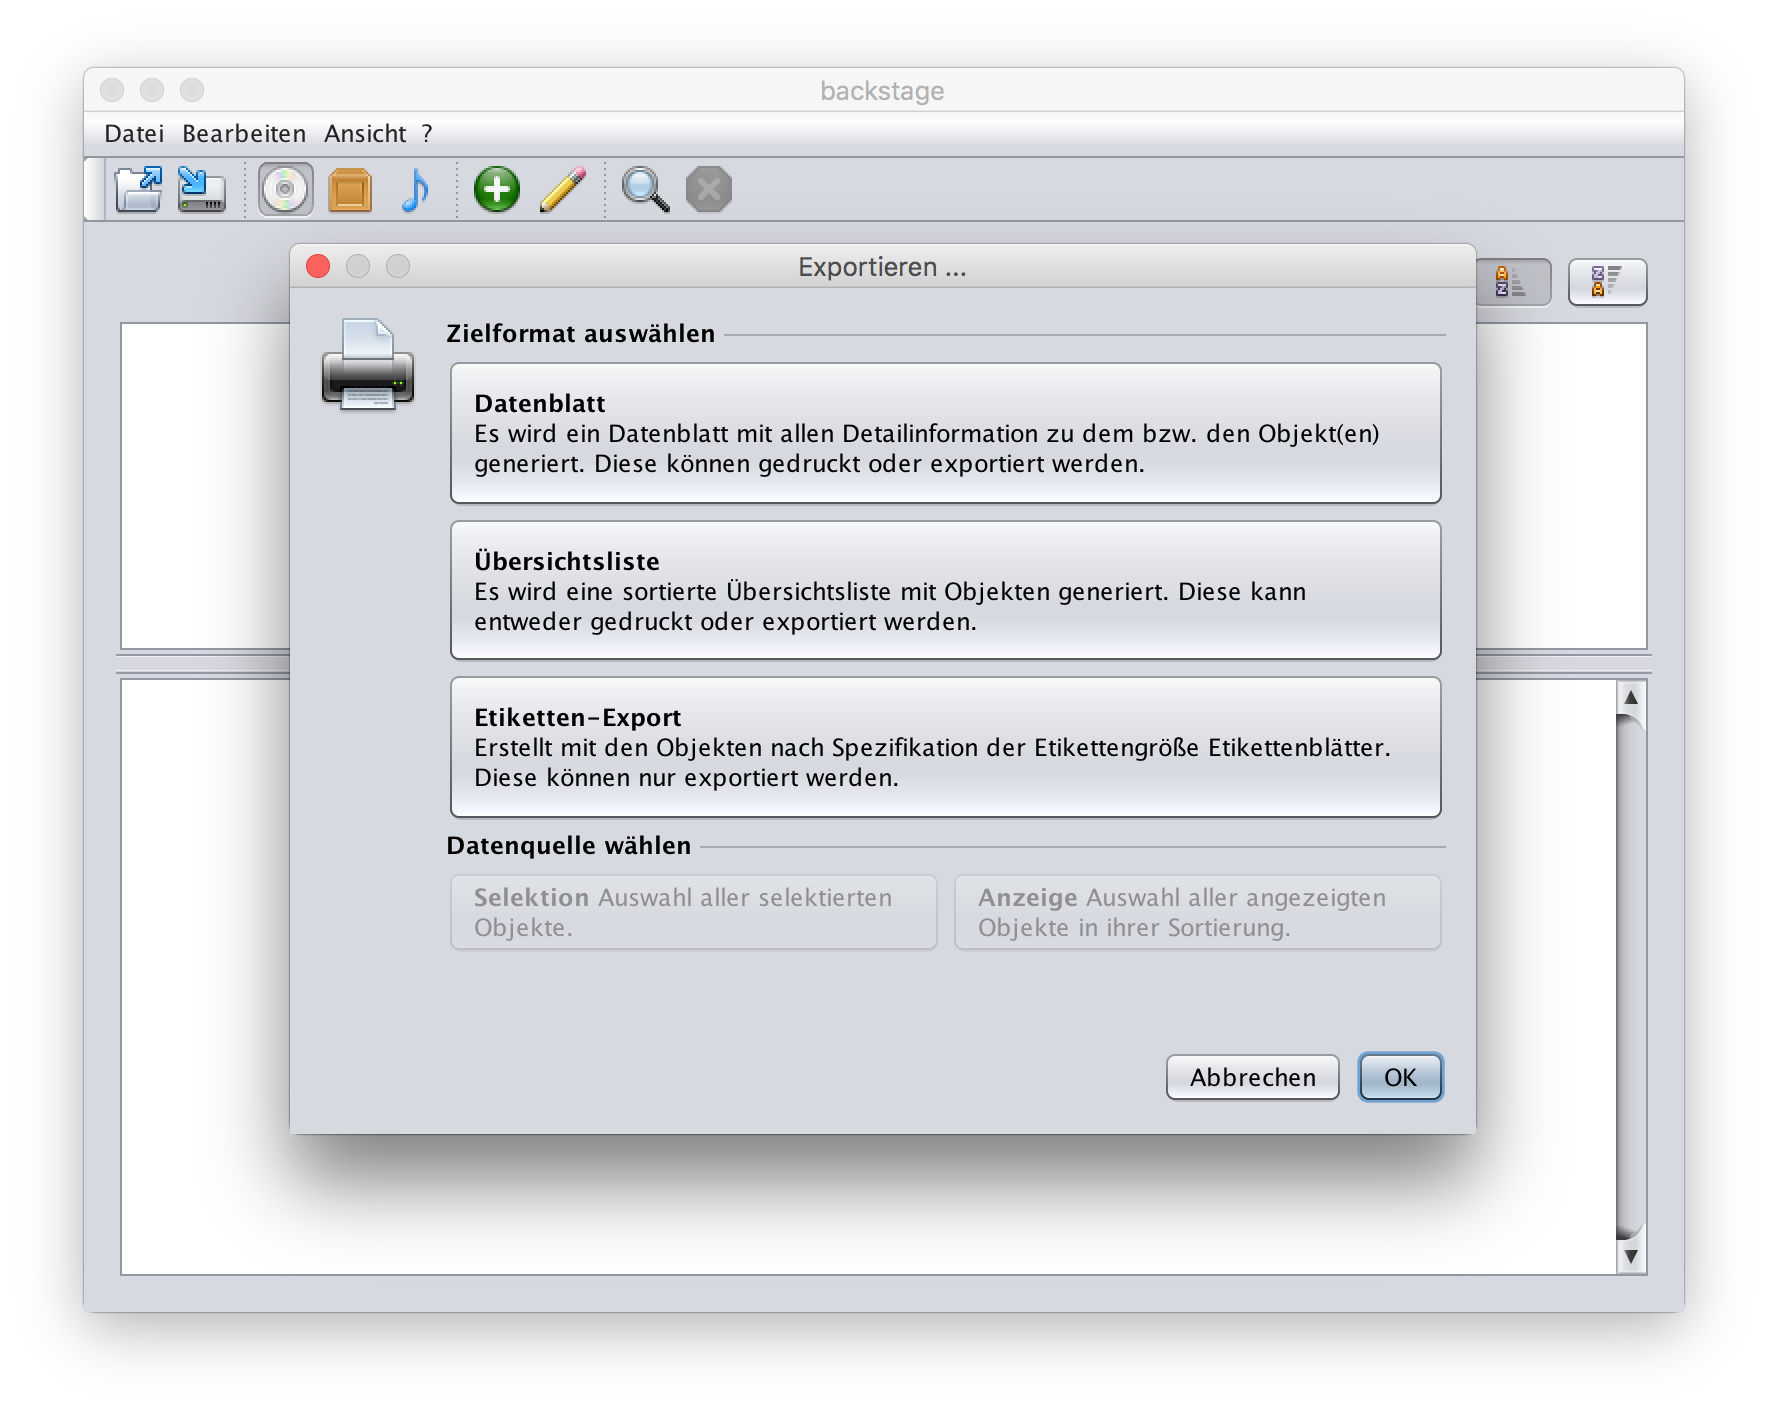 backstage
Datei Bearbeiten Ansicht ?
Exportieren ...
A
Z
Z
A
Zielformat auswählen
Datenblatt
Es wird ein Datenblatt mit allen Detailinformation zu dem bzw. den Objekt(en)
generiert. Diese können gedruckt oder exportiert werden.
Übersichtsliste
Es wird eine sortierte Übersichtsliste mit Objekten generiert. Diese kann
entweder gedruckt oder exportiert werden.
Etiketten-Export
Erstellt mit den Objekten nach Spezifikation der Etikettengröße Etikettenblätter.
Diese können nur exportiert werden.
Datenquelle wählen
Selektion Auswahl aller selektierten
Objekte.
Anzeige Auswahl aller angezeigten
Objekte in ihrer Sortierung.
Abbrechen
OK